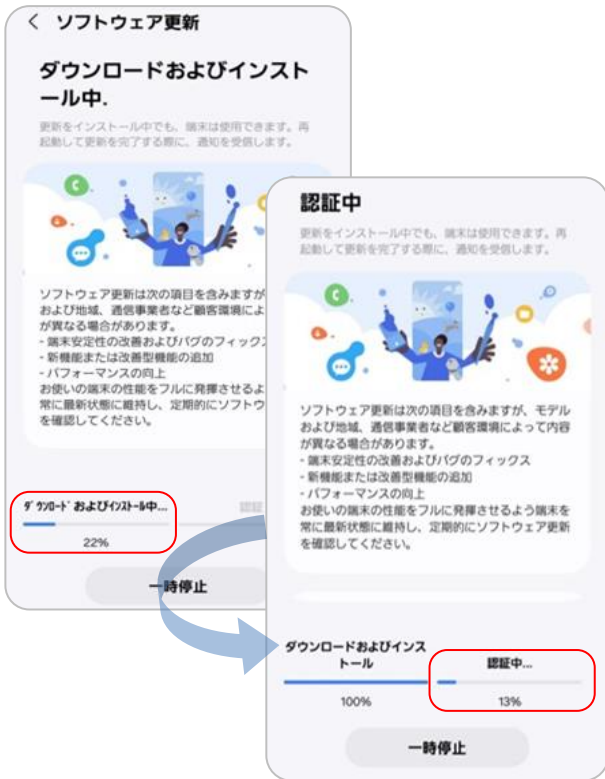 < ソフトウェア更新
ダウンロードおよびインスト
ール中.
更新をインストール中でも、端末は使用できます。再
起動して更新を完了する際に、通知を受信します。
ソフトウェア更新は次の項目を含みますが
および地域、通信事業者など顧客環境によ
が異なる場合があります。
- 端末安定性の改善およびバグのフィックス
- 新機能または改善型機能の追加
- パフォーマンスの向上
お使いの端末の性能をフルに発揮させるよ
常に最新状態に維持し、定期的にソフトウ
を確認してください。
ダウンロードおよびインストール中...
認証
22%
一時停止
認証中
更新をインストール中でも、端末は使用できます。再
起動して更新を完了する際に、通知を受信します。
ソフトウェア更新は次の項目を含みますが、モデル
および地域、通信事業者など顧客環境によって内容
が異なる場合があります。
- 端末安定性の改善およびバグのフィックス
- 新機能または改善型機能の追加
- パフォーマンスの向上
お使いの端末の性能をフルに発揮させるよう端末を
常に最新状態に維持し、定期的にソフトウェア更新
を確認してください。
ダウンロードおよびインス
トール
認証中...
100%
13%
一時停止